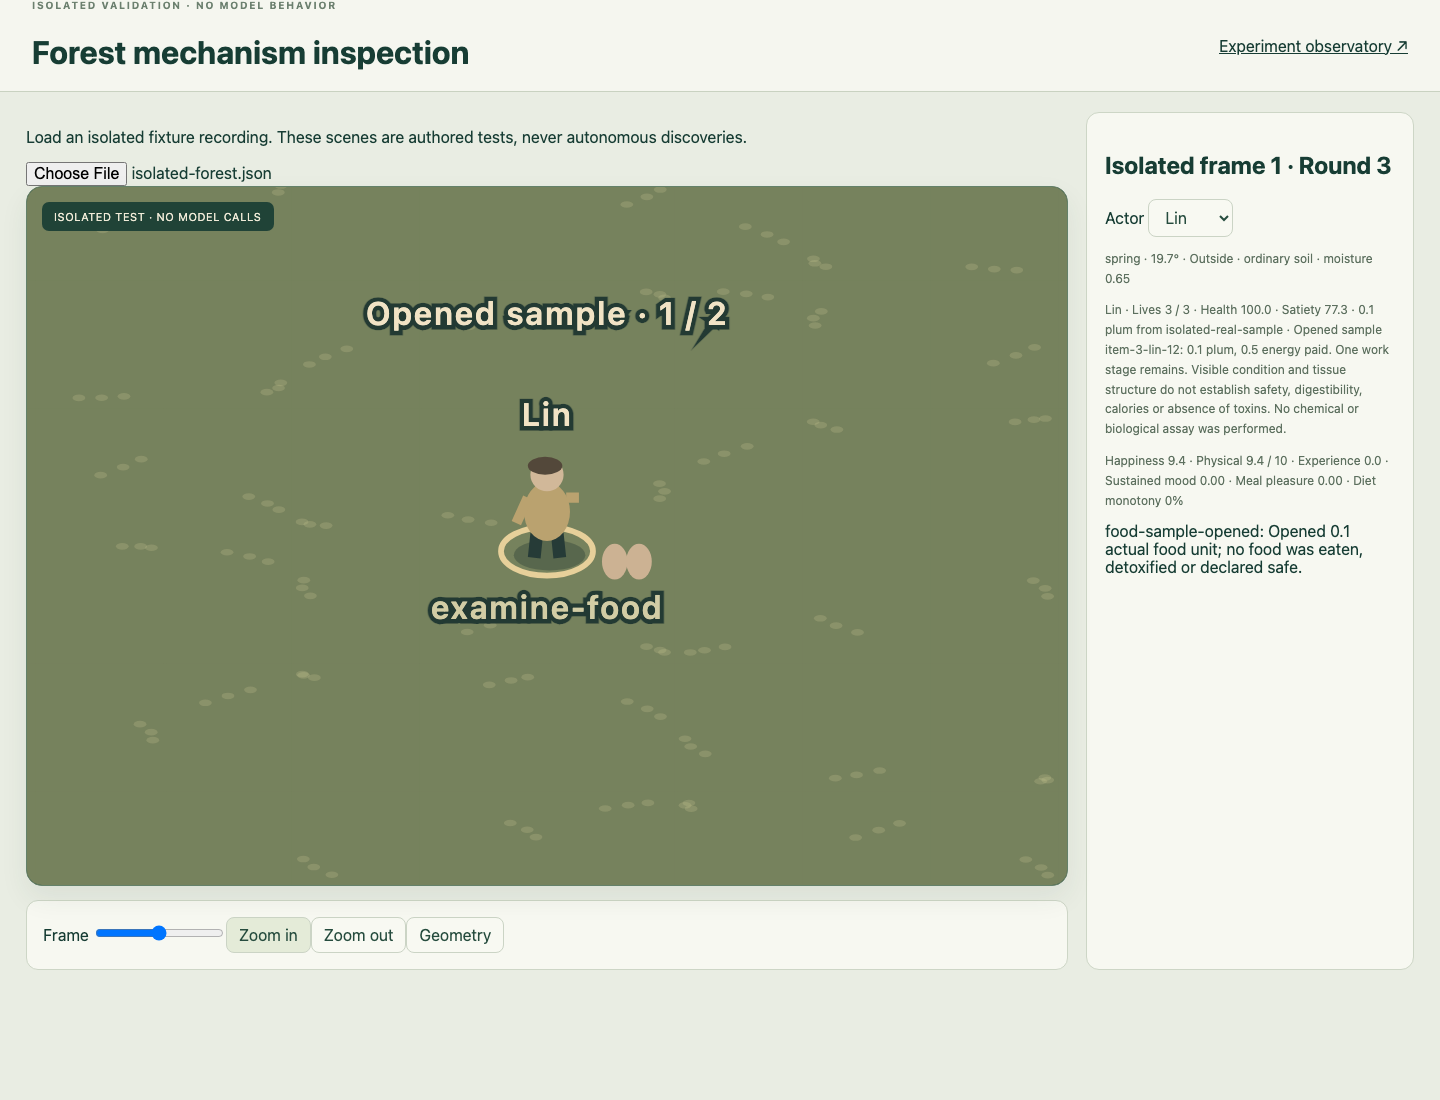 ISOLATED VALIDATION · NO MODEL BEHAVIOR
Forest mechanism inspection
Experiment observatory ↗
Load an isolated fixture recording. These scenes are authored tests, never autonomous discoveries.
Choose File isolated-forest.json
ISOLATED TEST · NO MODEL CALLS
Opened sample · 1 / 2
Lin
examine-food
Frame
Zoom in
Zoom out
Geometry
Isolated frame 1 · Round 3
Actor Lin
spring · 19.7° · Outside · ordinary soil · moisture
0.65
Lin · Lives 3 / 3 · Health 100.0 · Satiety 77.3 · 0.1
plum from isolated-real-sample · Opened sample
item-3-lin-12: 0.1 plum, 0.5 energy paid. One work
stage remains. Visible condition and tissue
structure do not establish safety, digestibility,
calories or absence of toxins. No chemical or
biological assay was performed.
Happiness 9.4 · Physical 9.4 / 10 · Experience 0.0 ·
Sustained mood 0.00 · Meal pleasure 0.00 · Diet
monotony 0%
food-sample-opened: Opened 0.1
actual food unit; no food was eaten,
detoxified or declared safe.